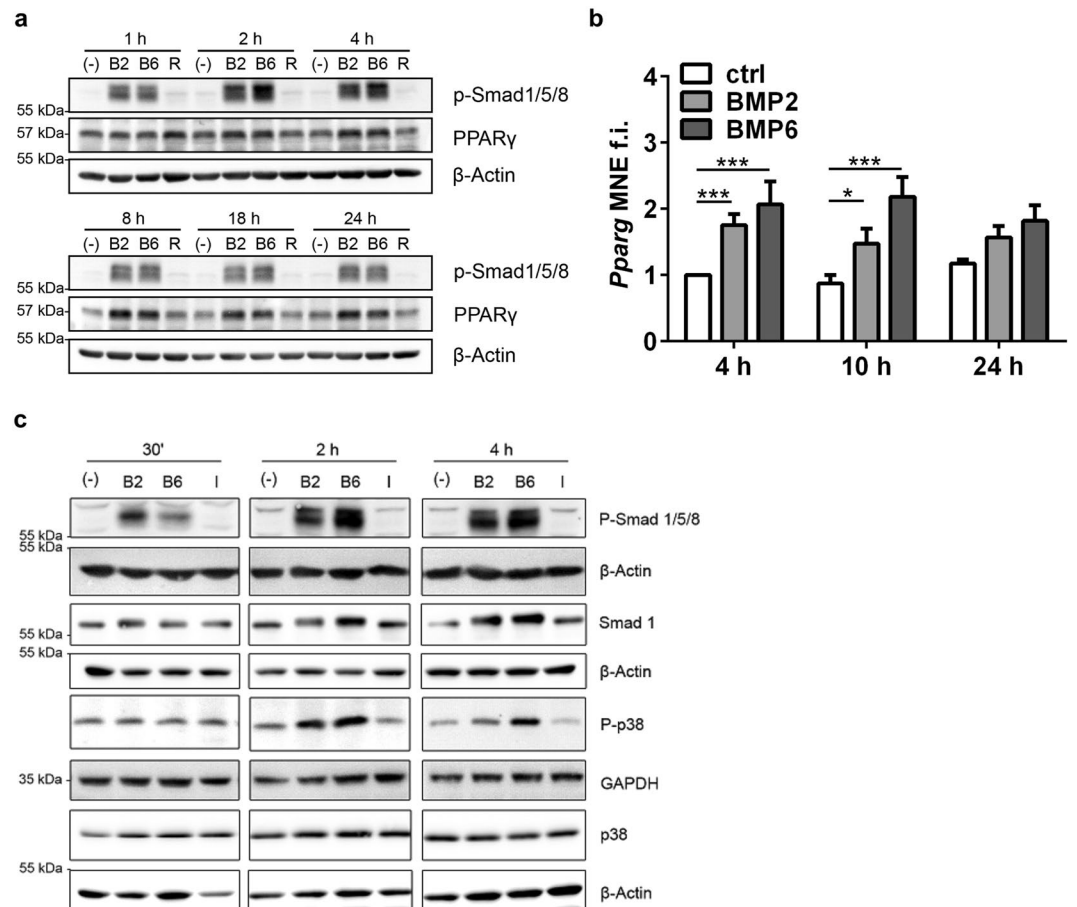 a
1 h 2 h 4 h
(-) B2 B6 R (-) B2 B6 R (-) B2 B6 R
p-Smad1/5/8
55 kDa
57 kDa
PPARγ
55 kDa
β-Actin
8 h 18 h 24 h
(-) B2 B6 R (-) B2 B6 R (-) B2 B6 R
p-Smad1/5/8
55 kDa
57 kDa
PPARγ
55 kDa
β-Actin
b
Pparg MNE f.i.
4
3
2
1
0
ctrl
BMP2
BMP6
*** ***
*** *
4 h 10 h 24 h
c
30' 2 h 4 h
(-) B2 B6 I (-) B2 B6 I (-) B2 B6 I
P-Smad 1/5/8
55 kDa
55 kDa
β-Actin
Smad 1
55 kDa
55 kDa
β-Actin
P-p38
35 kDa
GAPDH
p38
55 kDa
β-Actin